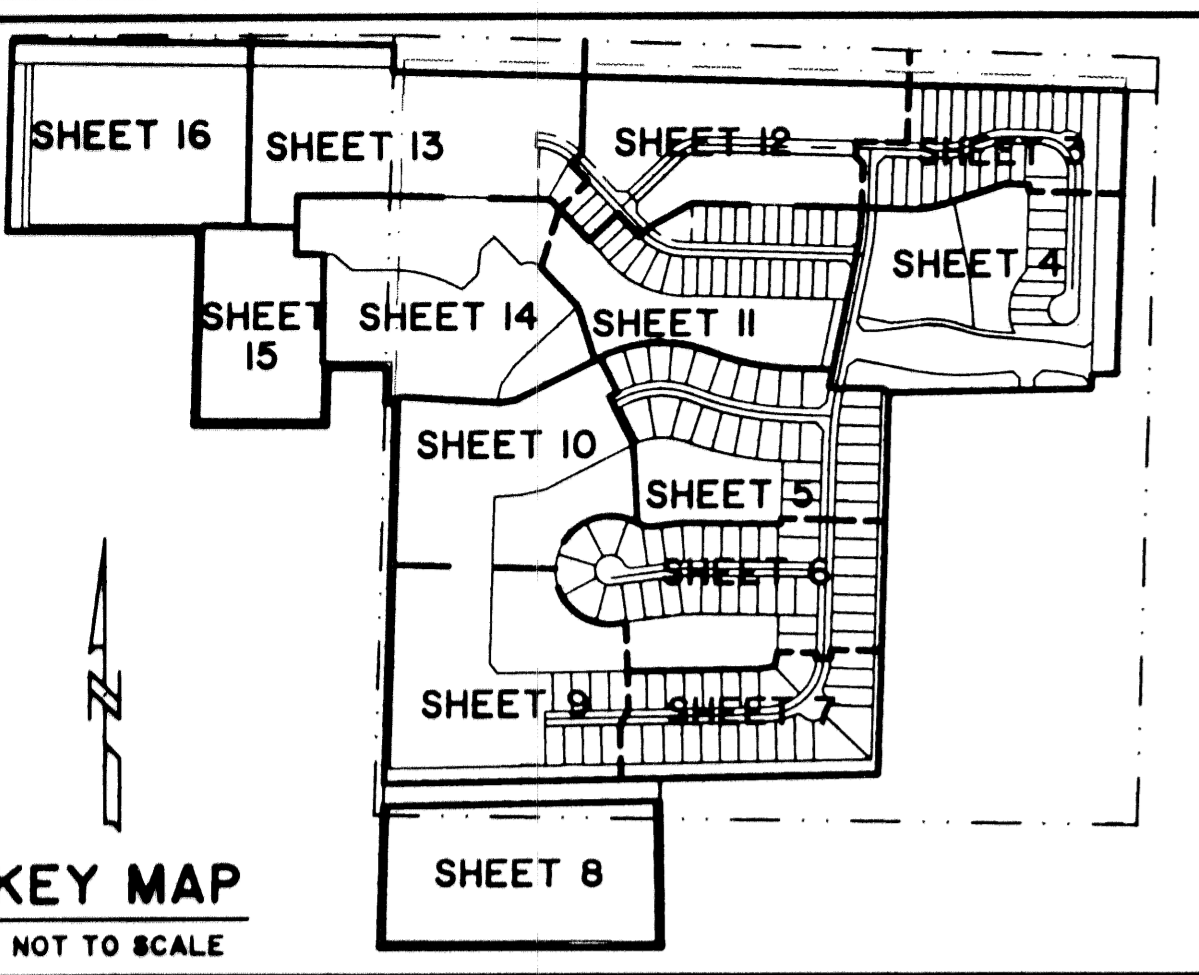 SHEET 16
SHEET 13
SHEET 12
SHEET 3
SHEET 4
SHEET
15
SHEET 14
SHEET 11
SHEET 10
SHEET 5
SHEET 6
SHEET 9
SHEET 7
SHEET 8
N
KEY MAP
NOT TO SCALE